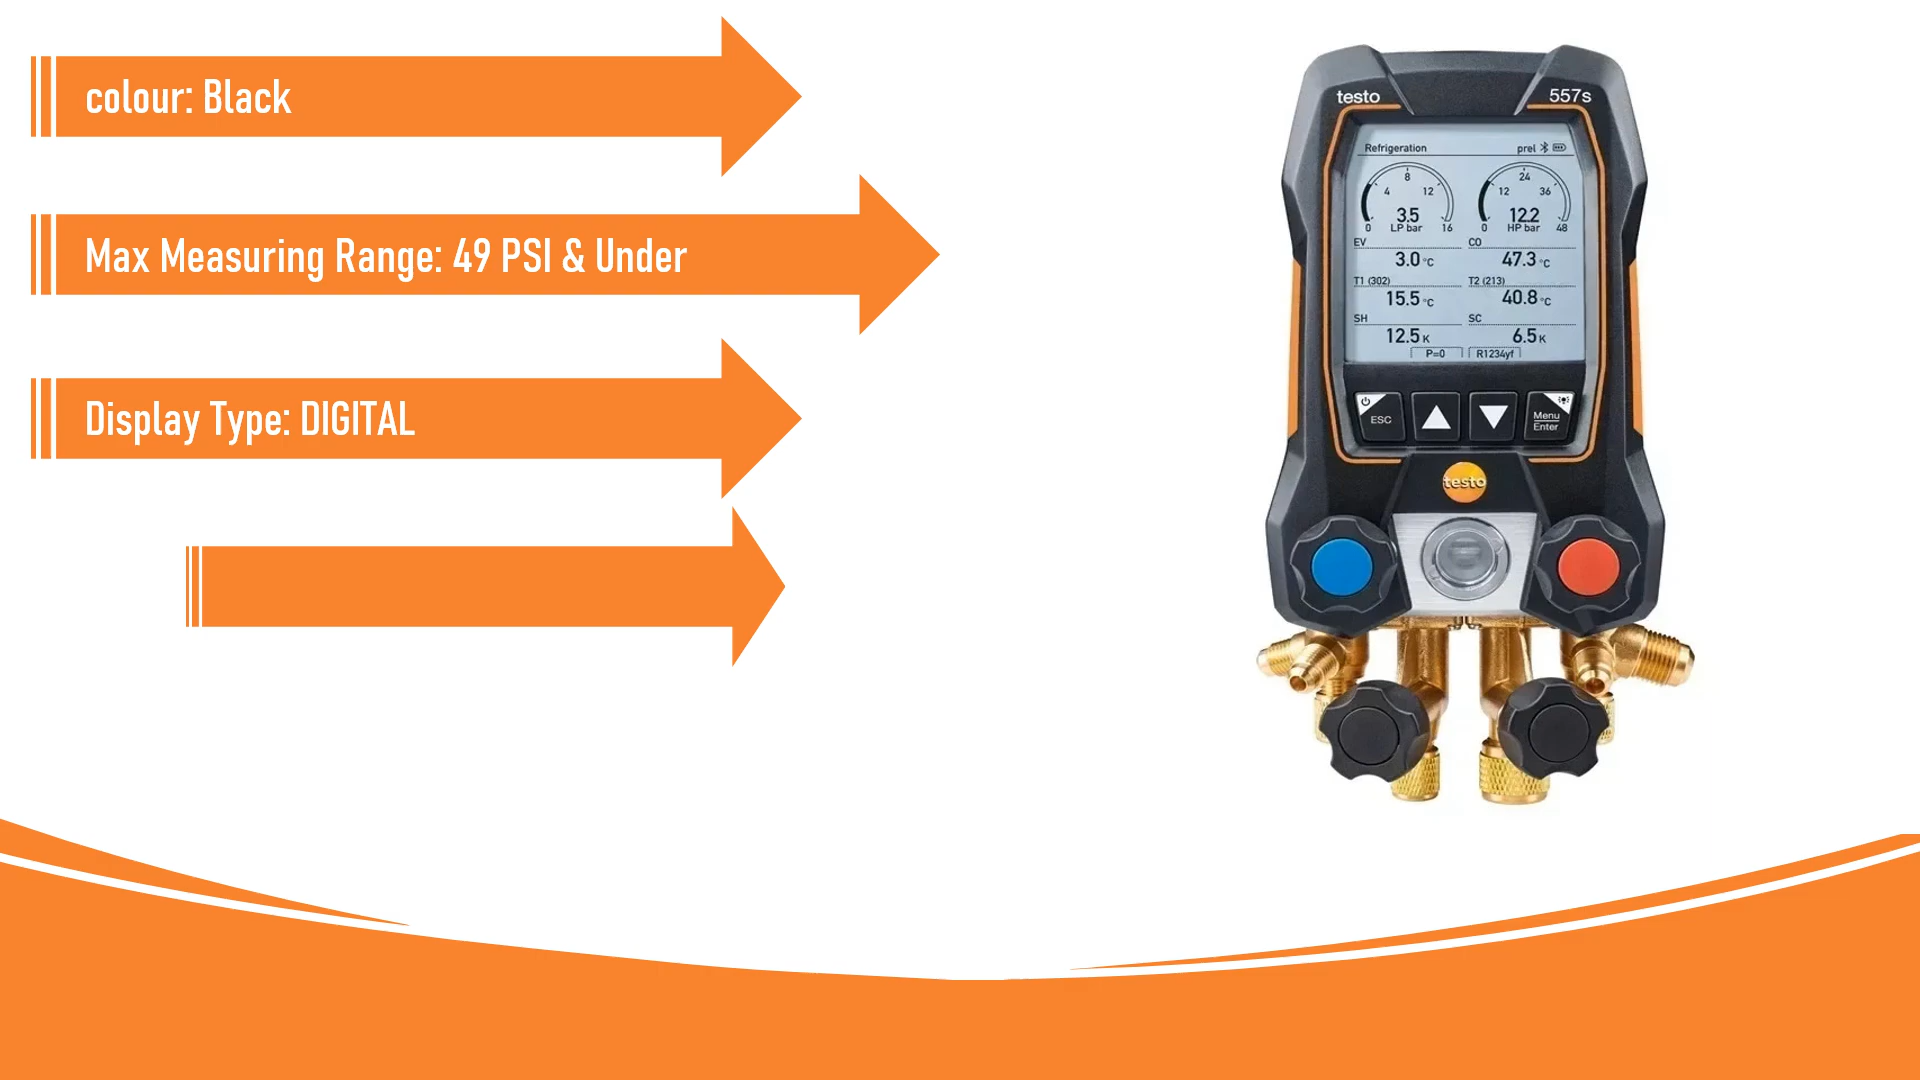 colour: Black
Max Measuring Range: 49 PSI & Under
Display Type: DIGITAL
testo 557s
Refrigeration prel
8 24
4 12 12 36
3.5 12.2
0 LP bar 16 0 HP bar 48
EV CO
3.0 °C 47.3 °C
T1 (302) T2 (213)
15.5 °C 40.8 °C
SH SC
12.5 K 6.5 K
P=0 R1234yf
ESC Menu
Enter
testo